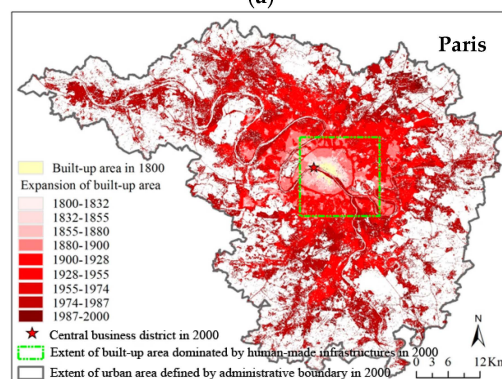 (a)
Paris
Built-up area in 1800
Expansion of built-up area
1800-1832
1832-1855
1855-1880
1880-1900
1900-1928
1928-1955
1955-1974
1974-1987
1987-2000
Central business district in 2000
Extent of built-up area dominated by human-made infrastructures in 2000
Extent of urban area defined by administrative boundary in 2000
N
0 3 6 12 Km